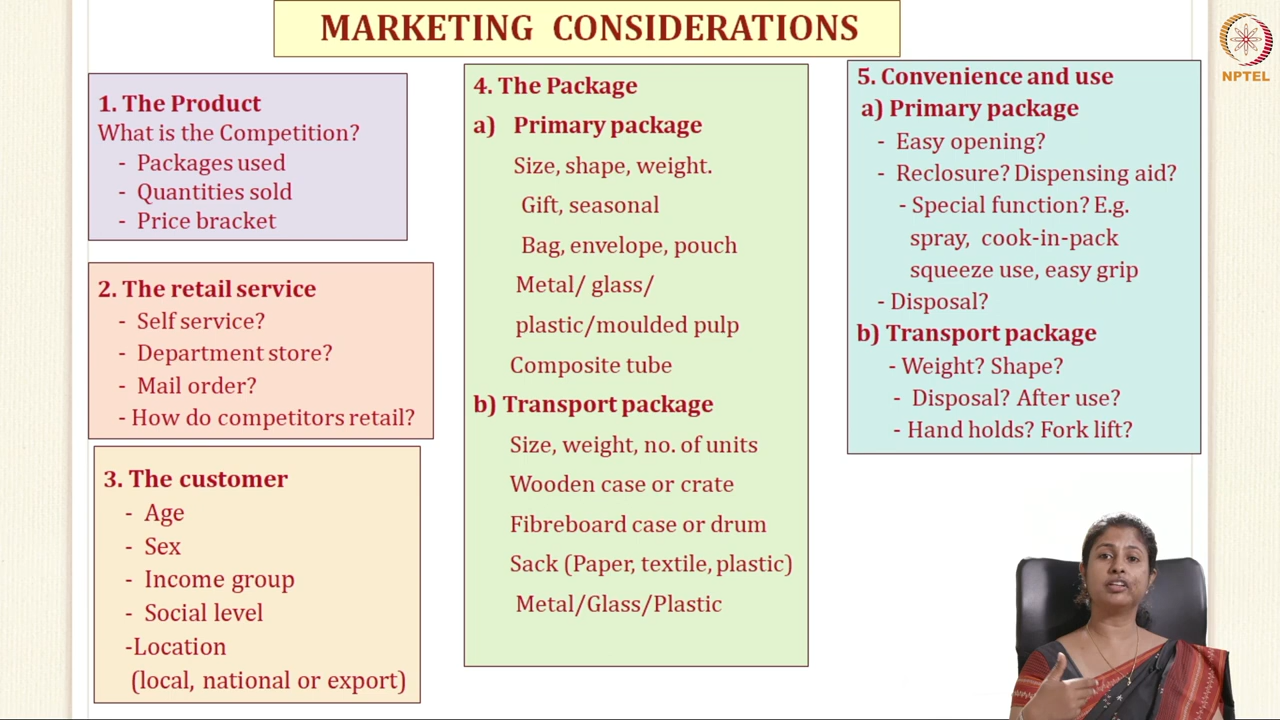 MARKETING CONSIDERATIONS
NPTEL
1. The Product
What is the Competition?
- Packages used
- Quantities sold
- Price bracket
2. The retail service
- Self service?
- Department store?
- Mail order?
- How do competitors retail?
3. The customer
- Age
- Sex
- Income group
- Social level
-Location
(local, national or export)
4. The Package
a) Primary package
Size, shape, weight.
Gift, seasonal
Bag, envelope, pouch
Metal/ glass/
plastic/moulded pulp
Composite tube
b) Transport package
Size, weight, no. of units
Wooden case or crate
Fibreboard case or drum
Sack (Paper, textile, plastic)
Metal/Glass/Plastic
5. Convenience and use
a) Primary package
- Easy opening?
- Reclosure? Dispensing aid?
- Special function? E.g.
spray, cook-in-pack
squeeze use, easy grip
- Disposal?
b) Transport package
- Weight? Shape?
- Disposal? After use?
- Hand holds? Fork lift?